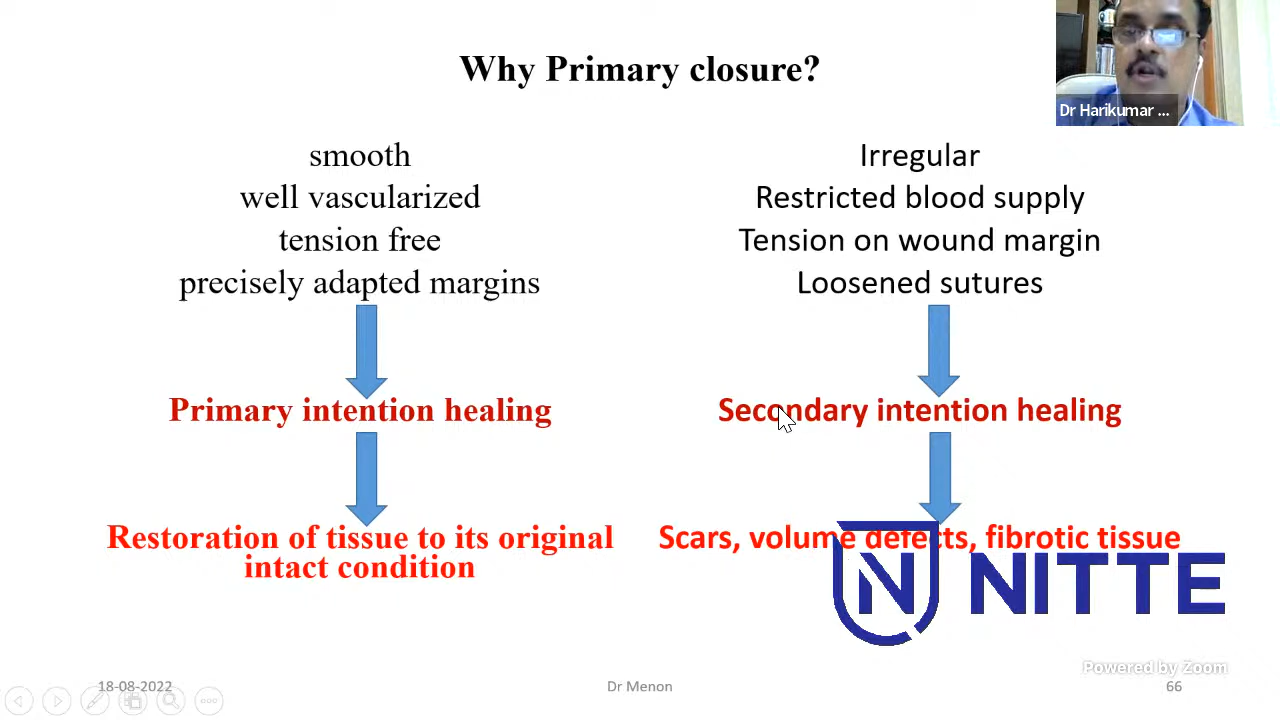 Why Primary closure?
Dr Harikumar ...
smooth
well vascularized
tension free
precisely adapted margins
Primary intention healing
Restoration of tissue to its original
intact condition
Irregular
Restricted blood supply
Tension on wound margin
Loosened sutures
Secondary intention healing
Scars, volume defects, fibrotic tissue
N NITTE
Powered by Zoom
18-08-2022
Dr Menon
66